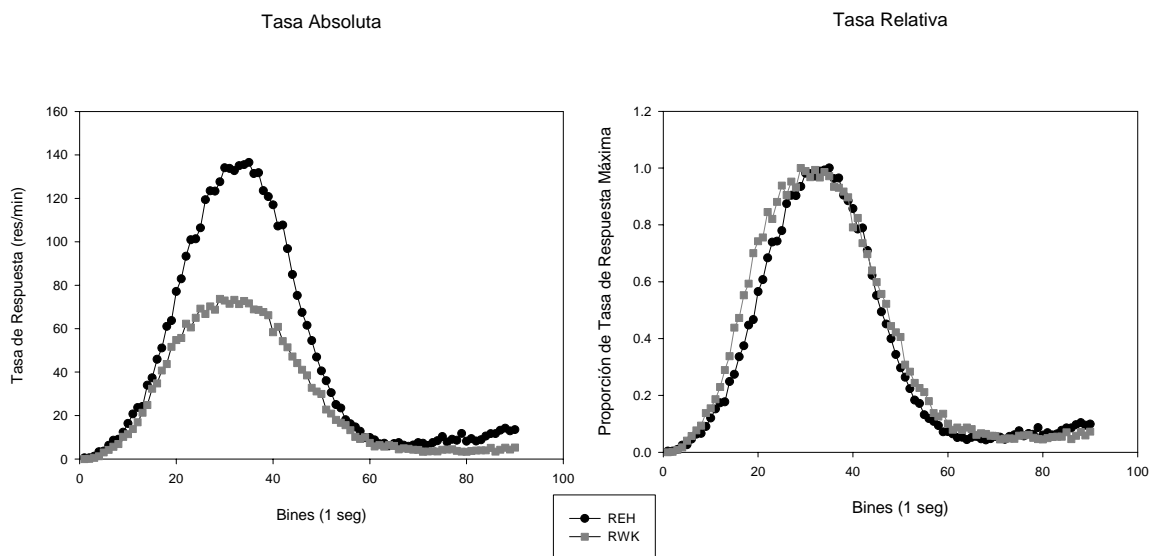 Tasa Absoluta
Tasa Relativa
Tasa de Respuesta (res/min)
160
140
120
100
80
60
40
20
0
0 20 40 60 80 100
Bines (1 seg)
Proporción de Tasa de Respuesta Máxima
1.2
1.0
0.8
0.6
0.4
0.2
0.0
0 20 40 60 80 100
Bines (1 seg)
REH
RWK